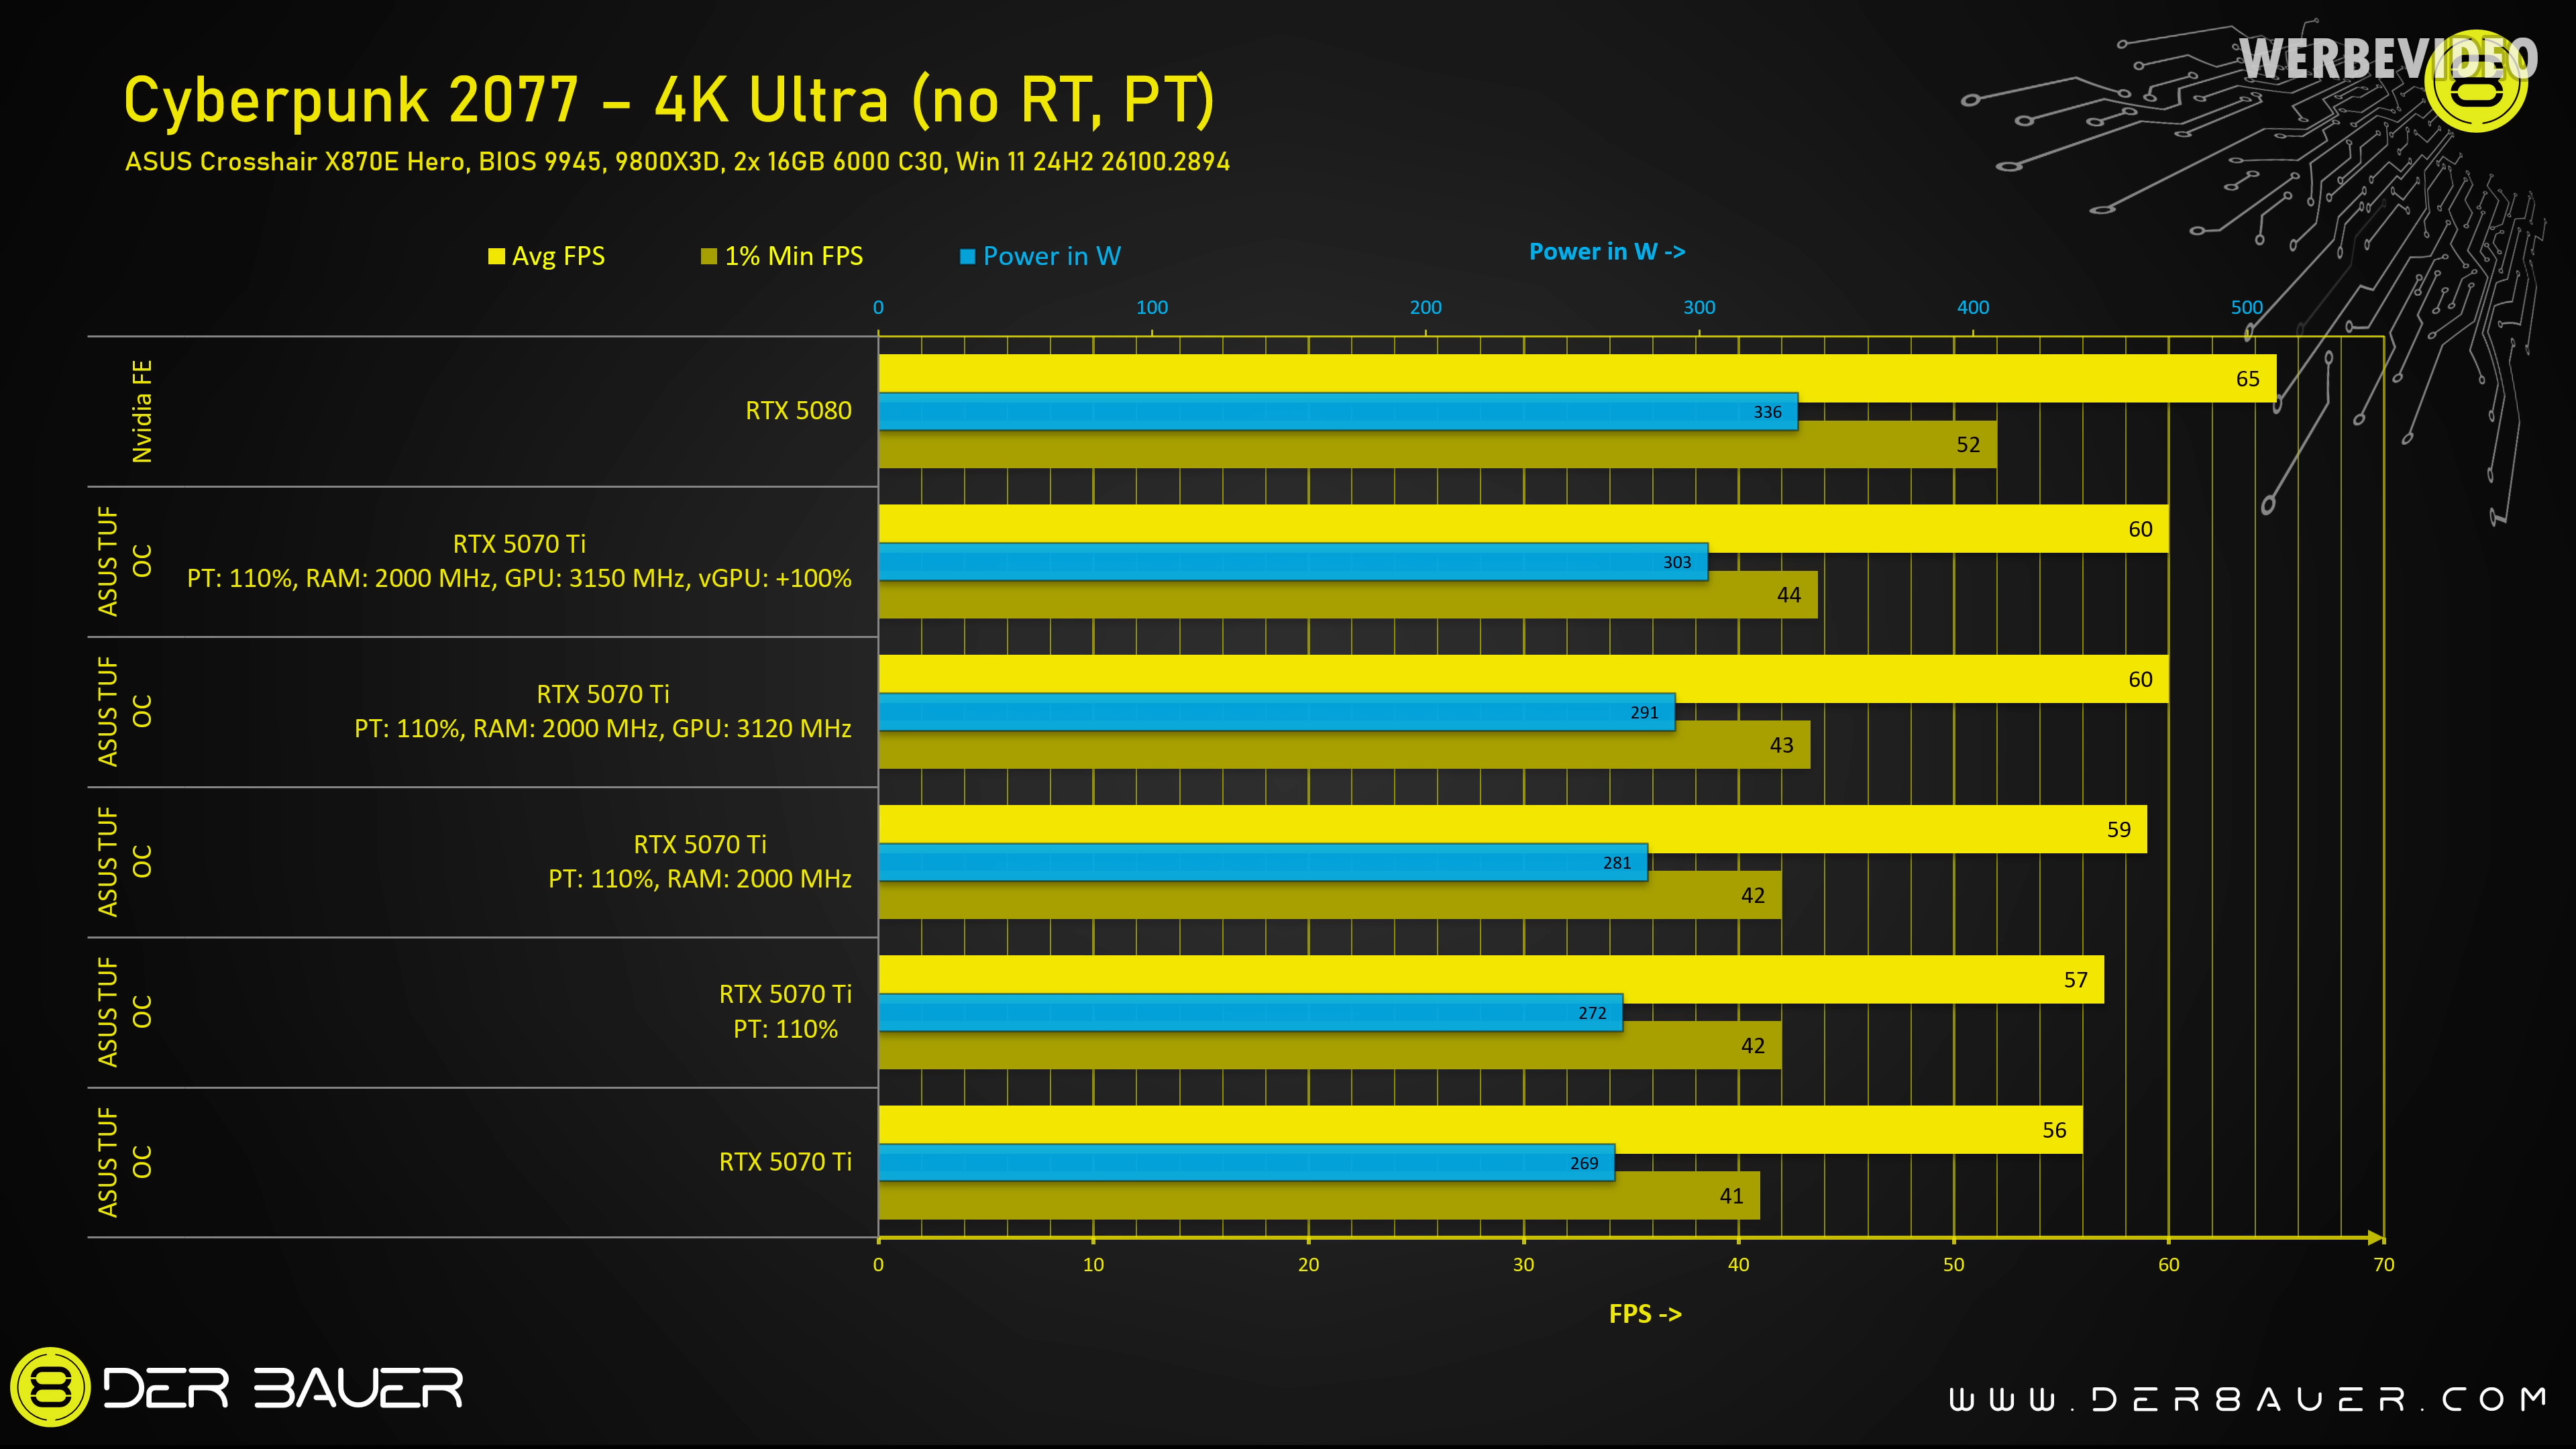 WERBEVIDEO
Cyberpunk 2077 – 4K Ultra (no RT, PT)
ASUS Crosshair X870E Hero, BIOS 9945, 9800X3D, 2x 16GB 6000 C30, Win 11 24H2 26100.2894
Avg FPS
1% Min FPS
Power in W
Power in W ->
0 100 200 300 400 500
Nvidia FE
RTX 5080
65
336
52
ASUS TUF
OC
RTX 5070 Ti
PT: 110%, RAM: 2000 MHz, GPU: 3150 MHz, vGPU: +100%
60
303
44
ASUS TUF
OC
RTX 5070 Ti
PT: 110%, RAM: 2000 MHz, GPU: 3120 MHz
60
291
43
ASUS TUF
OC
RTX 5070 Ti
PT: 110%, RAM: 2000 MHz
59
281
42
ASUS TUF
OC
RTX 5070 Ti
PT: 110%
57
272
42
ASUS TUF
OC
RTX 5070 Ti
56
269
41
0 10 20 30 40 50 60 70
FPS ->
DER BAUER
WWW.DER8AUER.COM